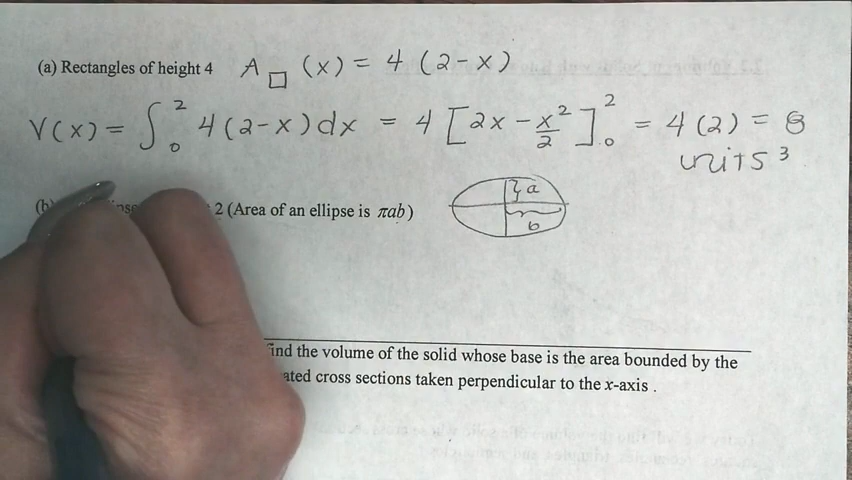 (a) Rectangles of height 4 A□(x) = 4(2-x)
V(x) = ∫₀² 4(2-x)dx = 4[2x - x²/2]₀² = 4(2) = 8
units³
2 (Area of an ellipse is πab)
a
b
find the volume of the solid whose base is the area bounded by the
cross sections taken perpendicular to the x-axis .